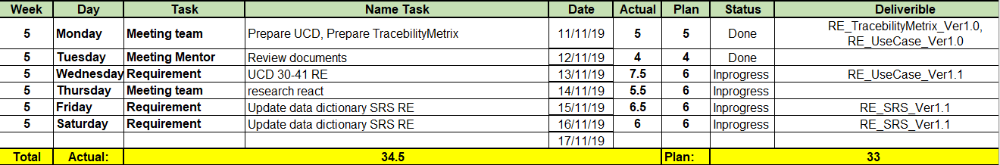 Week Day Task Name Task Date Actual Plan Status Deliverible
5 Monday Meeting team Prepare UCD, Prepare TracebilityMetrix 11/11/19 5 5 Done RE_TracebilityMetrix_Ver1.0,
RE_UseCase_Ver1.0
5 Tuesday Meeting Mentor Review documents 12/11/19 4 4 Done
5 Wednesday Requirement UCD 30-41 RE 13/11/19 7.5 6 Inprogress RE_UseCase_Ver1.1
5 Thursday Meeting team research react 14/11/19 5.5 6 Inprogress
5 Friday Requirement Update data dictionary SRS RE 15/11/19 6.5 6 Inprogress RE_SRS_Ver1.1
5 Saturday Requirement Update data dictionary SRS RE 16/11/19 6 6 Inprogress RE_SRS_Ver1.1
17/11/19
Total Actual: 34.5 Plan: 33